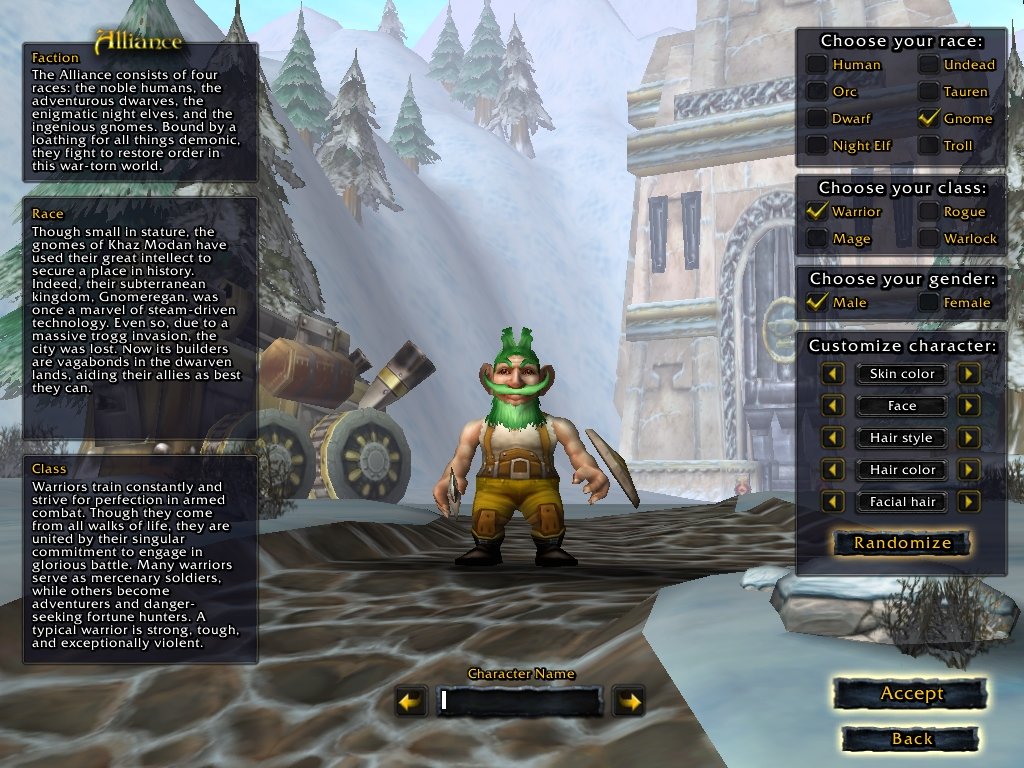 Alliance
Faction
The Alliance consists of four
races: the noble humans, the
adventurous dwarves, the
enigmatic night elves, and the
ingenious gnomes. Bound by a
loathing for all things demonic,
they fight to restore order in
this war-torn world.
Race
Though small in stature, the
gnomes of Khaz Modan have
used their great intellect to
secure a place in history.
Indeed, their subterranean
kingdom, Gnomeregan, was
once a marvel of steam-driven
technology. Even so, due to a
massive trogg invasion, the
city was lost. Now its builders
are vagabonds in the dwarven
lands, aiding their allies as best
they can.
Class
Warriors train constantly and
strive for perfection in armed
combat. Though they come
from all walks of life, they are
united by their singular
commitment to engage in
glorious battle. Many warriors
serve as mercenary soldiers,
while others become
adventurers and danger-
seeking fortune hunters. A
typical warrior is strong, tough,
and exceptionally violent.
Character Name
Choose your race:
Human Undead
Orc Tauren
Dwarf Gnome
Night Elf Troll
Choose your class:
Warrior Rogue
Mage Warlock
Choose your gender:
Male Female
Customize character:
Skin color
Face
Hair style
Hair color
Facial hair
Randomize
Accept
Back